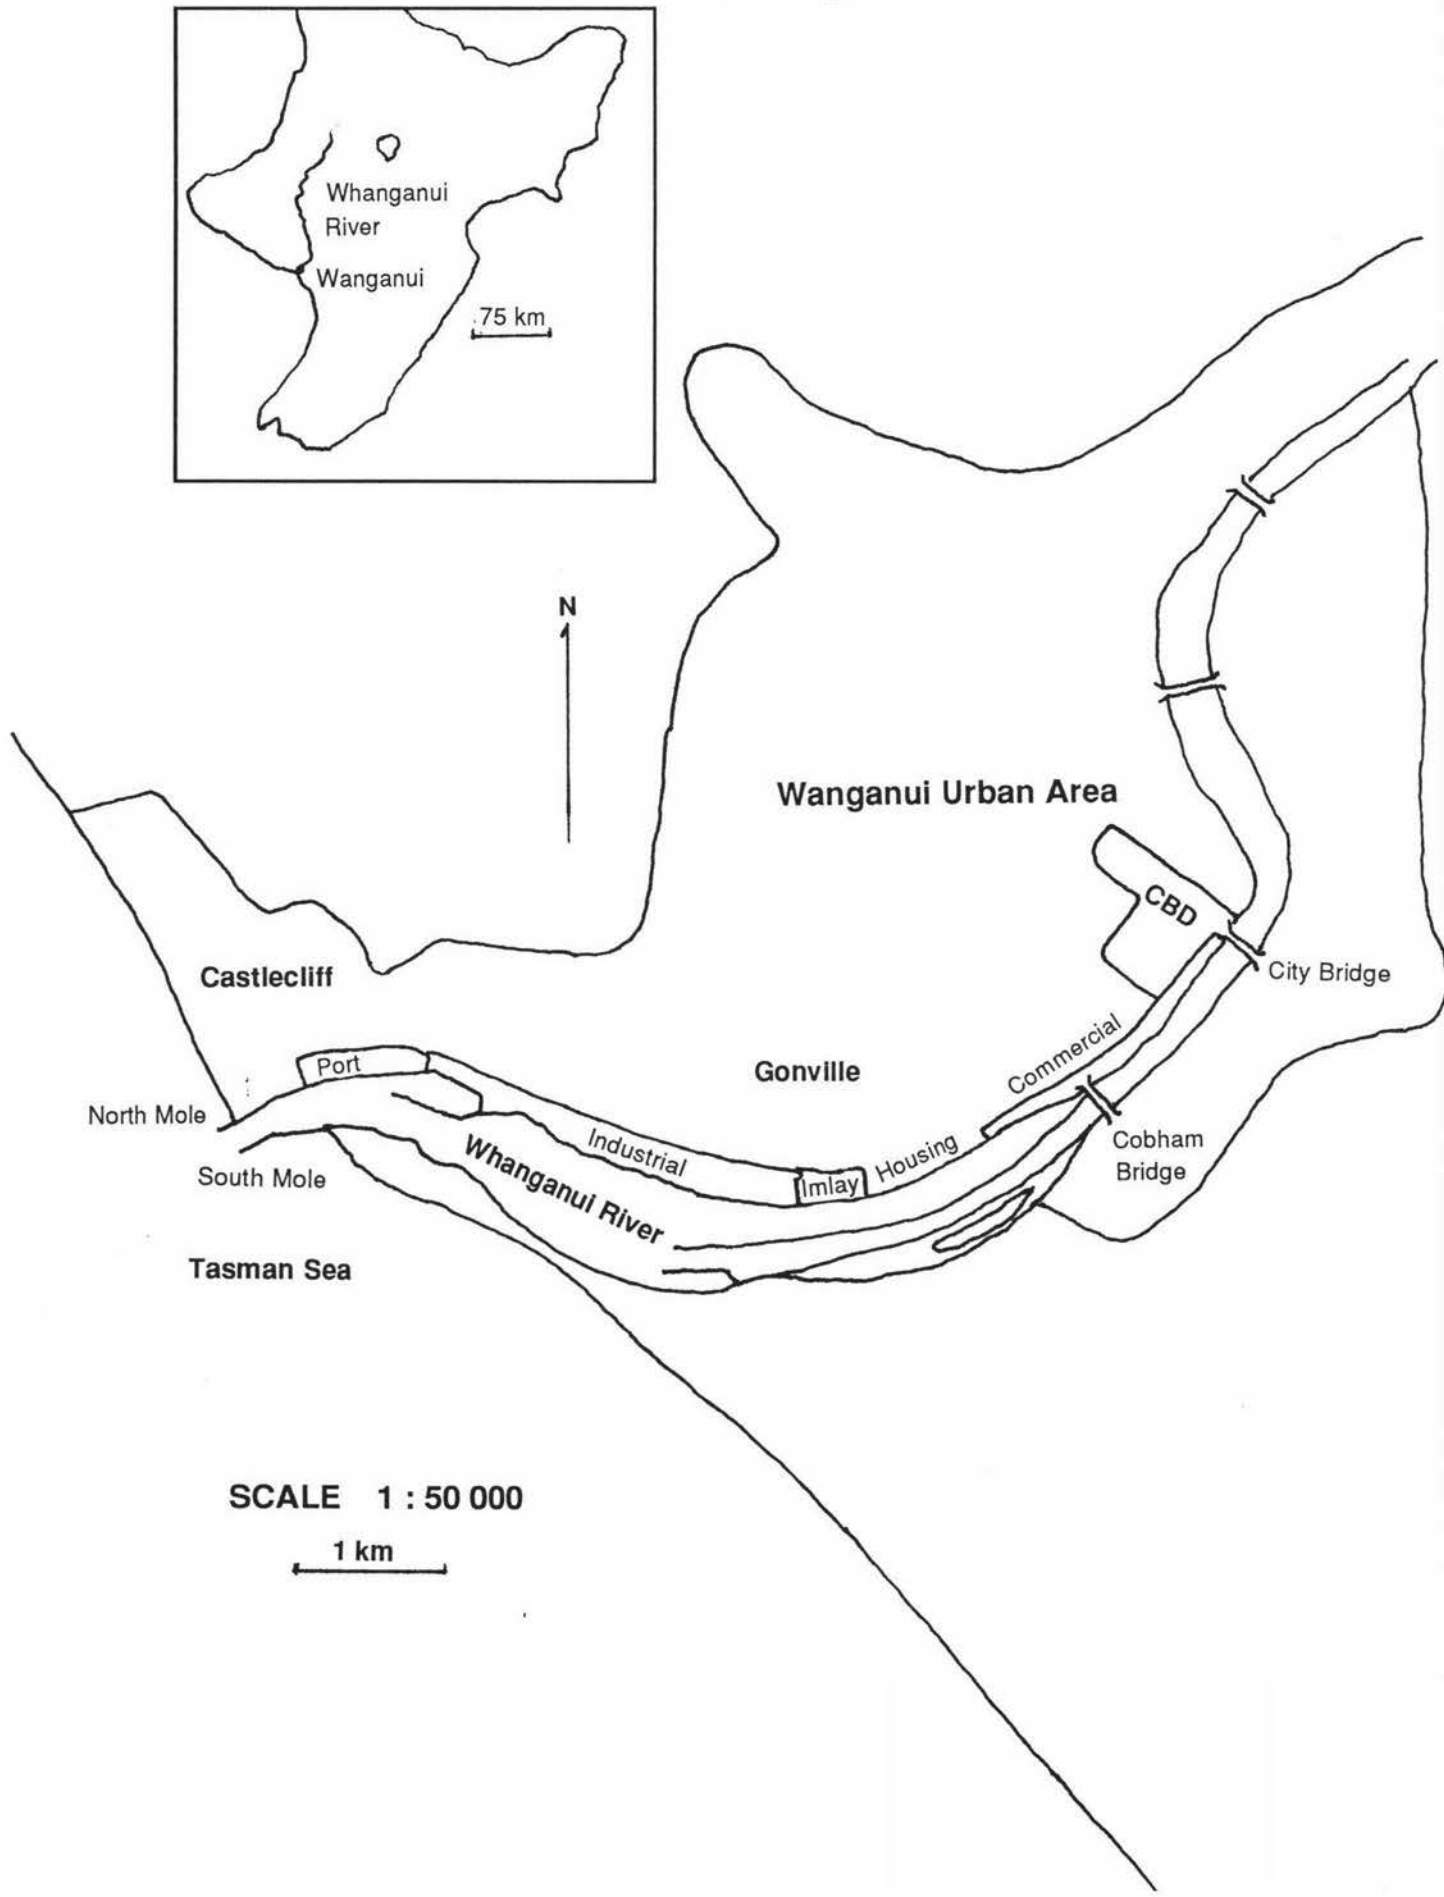 Whanganui
River
Wanganui
75 km
N
Wanganui Urban Area
CBD
City Bridge
Castlecliff
Port
Gonville
Commercial
North Mole
Industrial
Housing
Cobham
Bridge
South Mole
Whanganui River
Imlay
Tasman Sea
SCALE 1 : 50 000
1 km